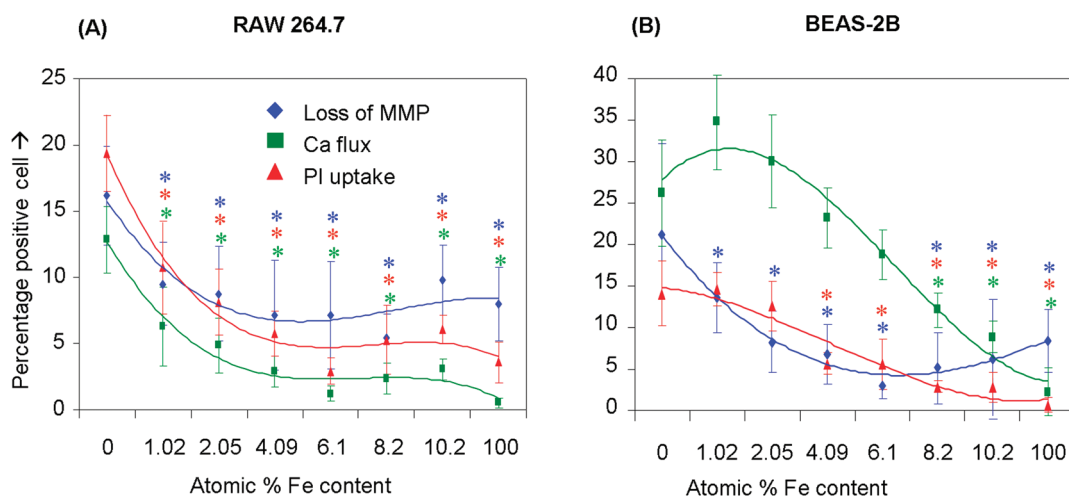 (A) RAW 264.7
Percentage positive cell →
25
20
15
10
5
0
Loss of MMP
Ca flux
PI uptake
* * * * * * *
* * * * * * *
* * * * * * *
0 1.02 2.05 4.09 6.1 8.2 10.2 100
Atomic % Fe content
(B) BEAS-2B
40
35
30
25
20
15
10
5
0
* * * * * * *
* * * * *
* * *
0 1.02 2.05 4.09 6.1 8.2 10.2 100
Atomic % Fe content